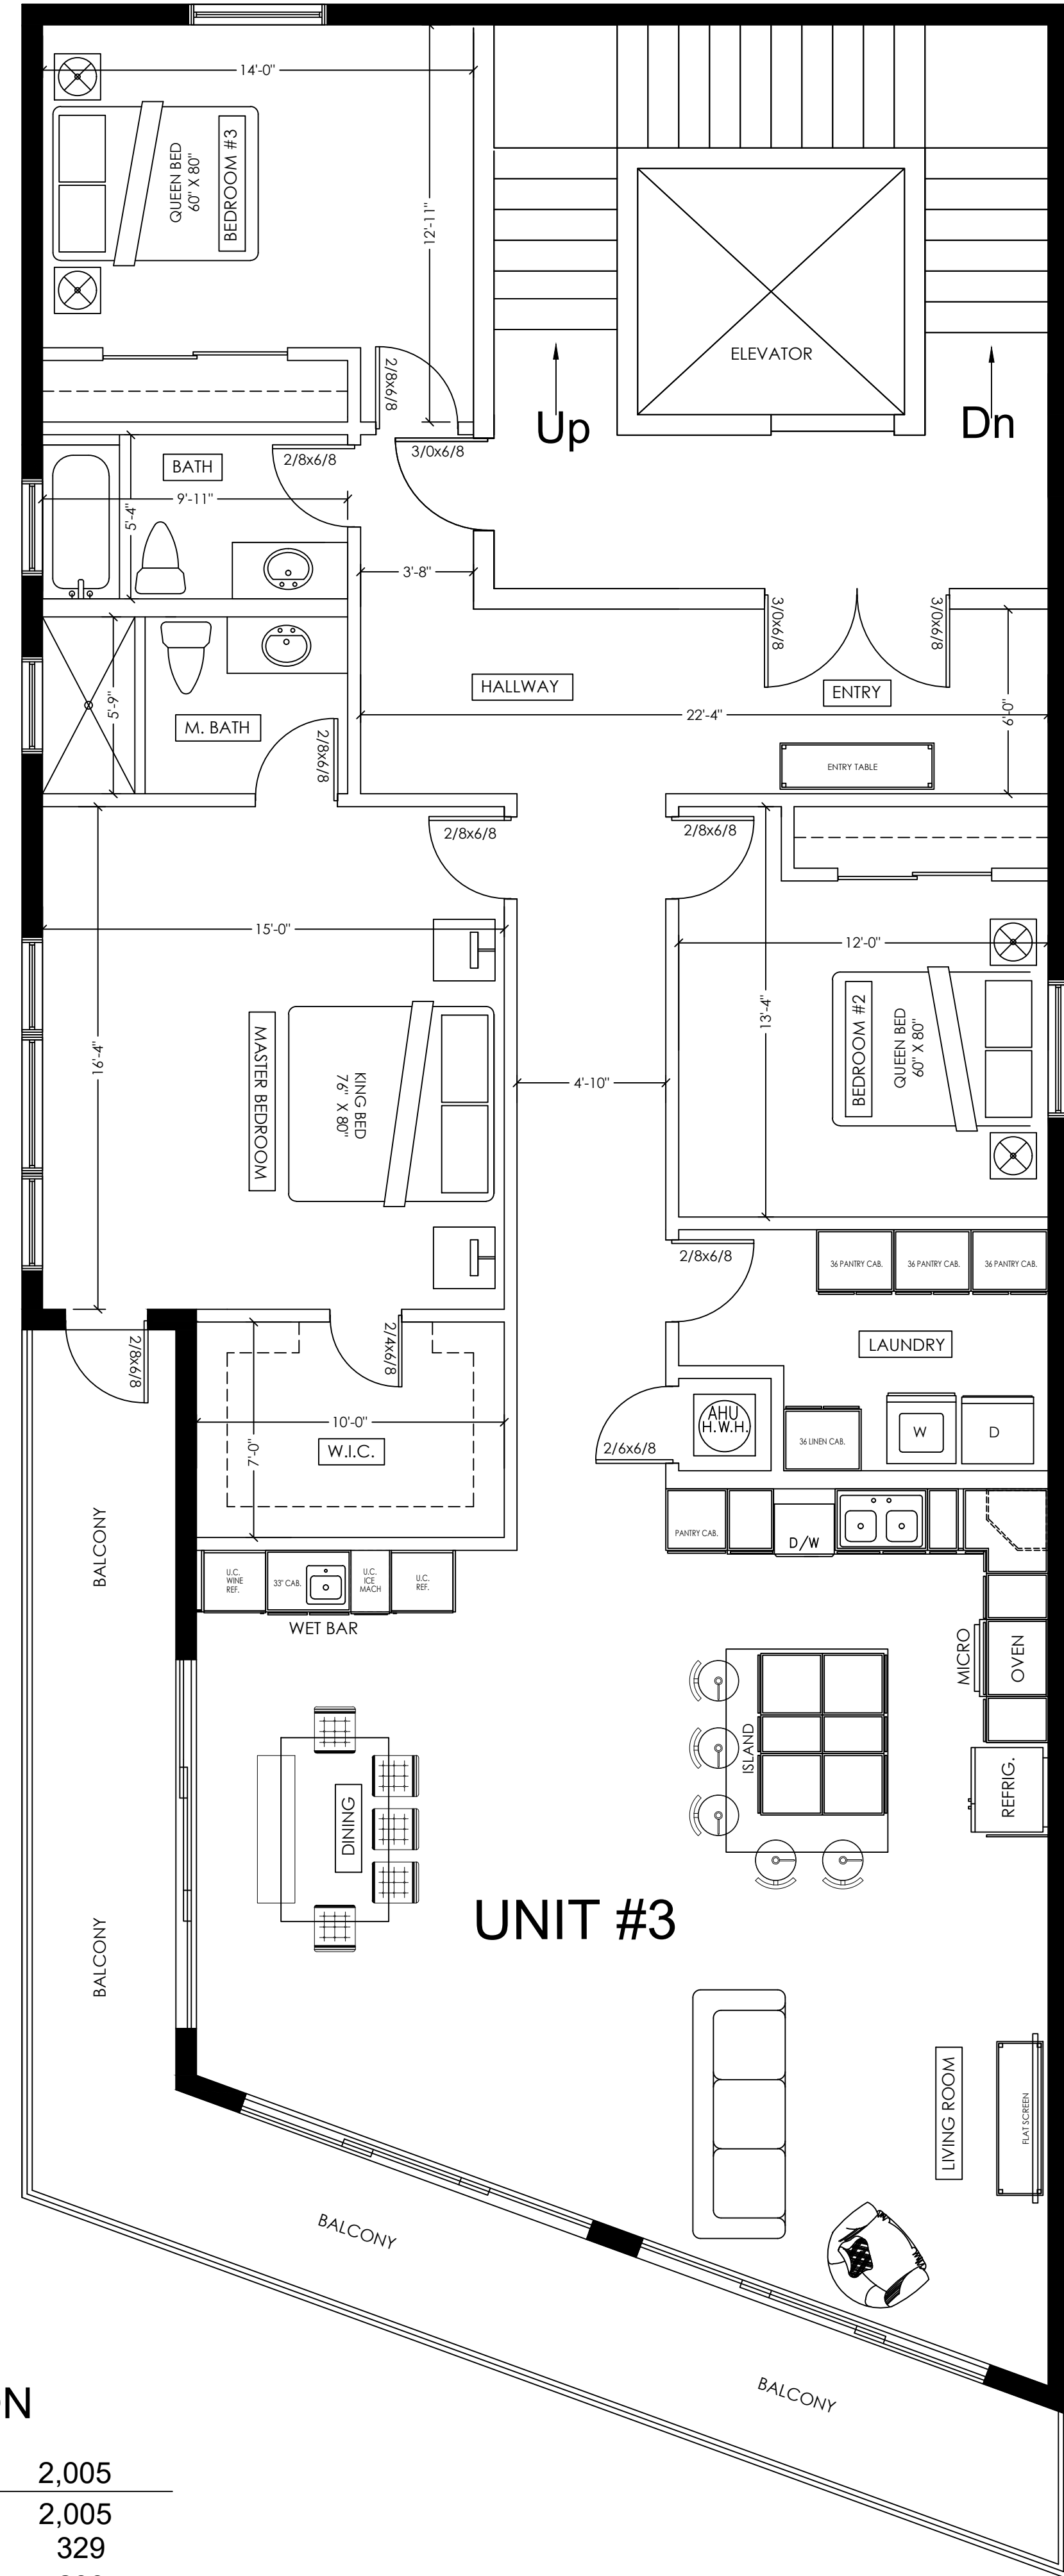 14'-0"
QUEEN BED
60" X 80"
BEDROOM #3
12'-11"
2/8x6/8
ELEVATOR
Up
Dn
BATH
2/8x6/8
3/0x6/8
9'-11"
5'-4"
3'-8"
3/0x6/8
3/0x6/8
HALLWAY
ENTRY
6'-0"
22'-4"
5'-9"
M. BATH
2/8x6/8
ENTRY TABLE
2/8x6/8
2/8x6/8
15'-0"
12'-0"
16'-4"
MASTER BEDROOM
KING BED
76" X 80"
4'-10"
13'-4"
BEDROOM #2
QUEEN BED
60" X 80"
2/8x6/8
36 PANTRY CAB.
36 PANTRY CAB.
36 PANTRY CAB.
2/8x6/8
2/4x6/8
LAUNDRY
10'-0"
7'-0"
W.I.C.
2/6x6/8
AHU
H.W.H.
36 LINEN CAB.
W
D
BALCONY
PANTRY CAB.
D/W
U.C.
WINE
REF.
33" CAB.
U.C.
ICE
MACH
U.C.
REF.
WET BAR
MICRO
OVEN
ISLAND
REFRIG.
DINING
UNIT #3
BALCONY
LIVING ROOM
FLAT SCREEN
BALCONY
BALCONY
N
2,005
2,005
329